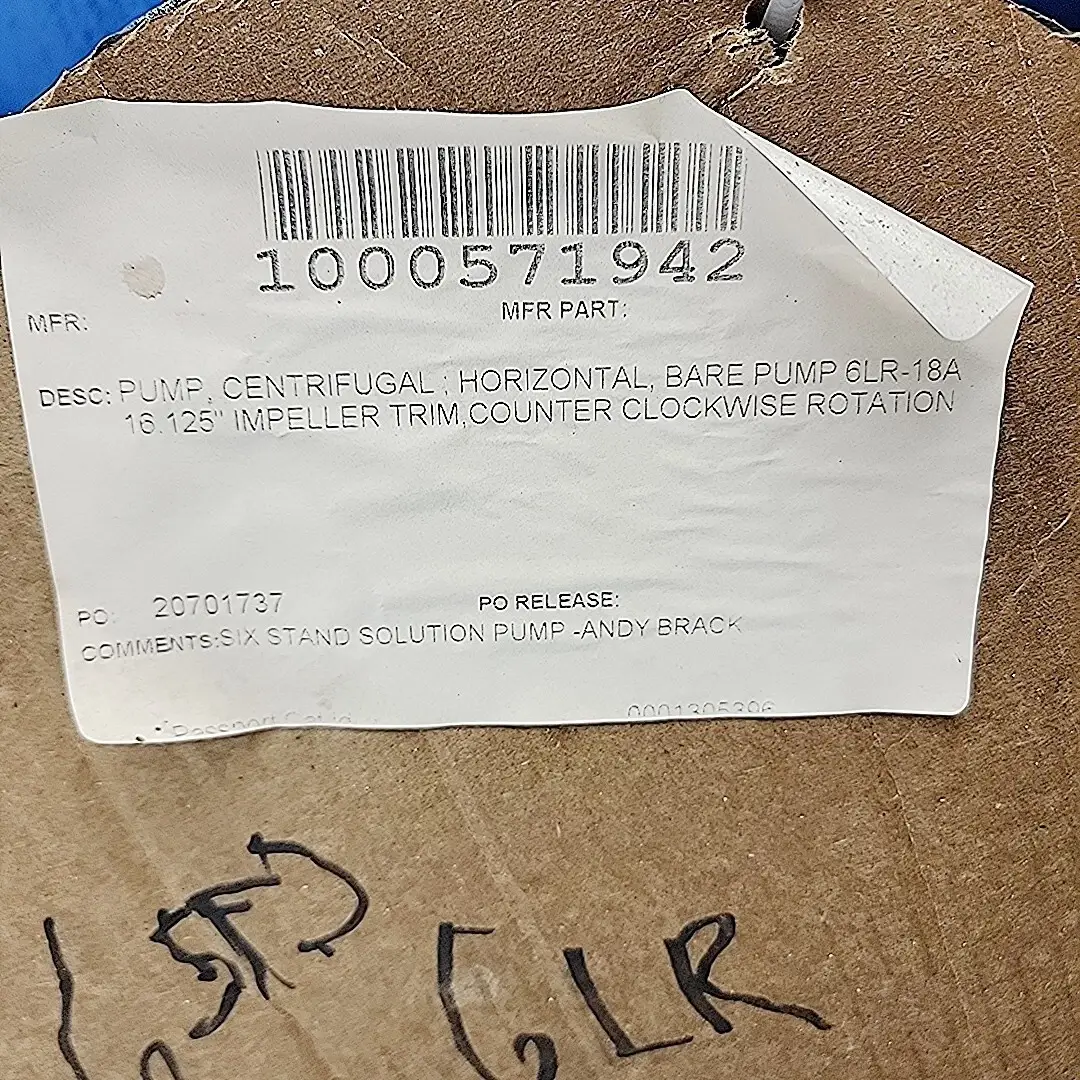 1000571942
MFR: MFR PART:
DESC: PUMP, CENTRIFUGAL ; HORIZONTAL, BARE PUMP 6LR-18A
16.125" IMPELLER TRIM,COUNTER CLOCKWISE ROTATION
PO: 20701737 PO RELEASE:
COMMENTS:SIX STAND SOLUTION PUMP -ANDY BRACK
0001305396
6LR